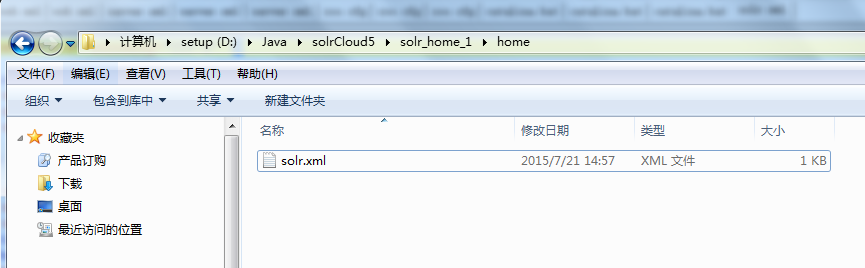 计算机 setup (D:) Java solrCloud5 solr_home_1 home
文件(F) 编辑(E) 查看(V) 工具(T) 帮助(H)
组织 包含到库中 共享 新建文件夹
收藏夹
产品订购
下载
桌面
最近访问的位置
名称 修改日期 类型 大小
solr.xml 2015/7/21 14:57 XML 文件 1 KB